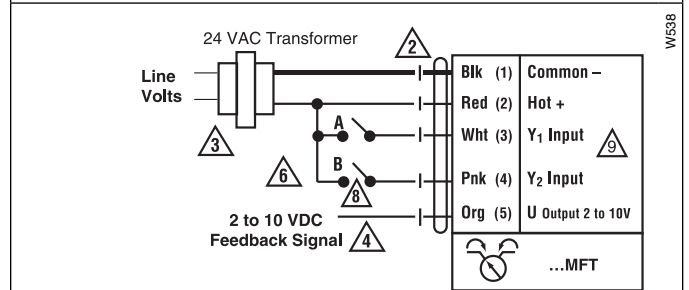 W538
24 VAC Transformer
2
Line
Volts
3
Blk (1) Common –
Red (2) Hot +
A
Wht (3) Y1 Input
9
B
6
8
Pnk (4) Y2 Input
2 to 10 VDC
Feedback Signal
4
Org (5) U Output 2 to 10V
...MFT